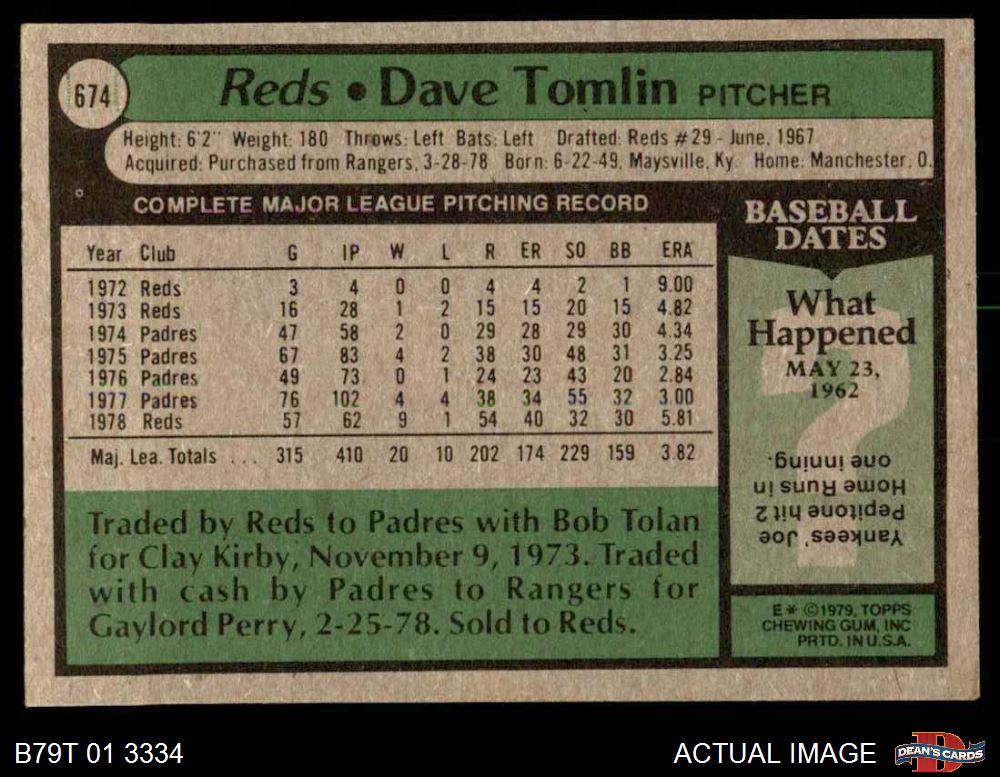 674
Reds • Dave Tomlin PITCHER
Height: 6'2" Weight: 180 Throws: Left Bats: Left Drafted: Reds #29 - June, 1967
Acquired: Purchased from Rangers, 3-28-78 Born: 6-22-49, Maysville, Ky. Home: Manchester, O.
COMPLETE MAJOR LEAGUE PITCHING RECORD
Year Club G IP W L R ER SO BB ERA
1972 Reds 3 4 0 0 4 4 2 1 9.00
1973 Reds 16 28 1 2 15 15 20 15 4.82
1974 Padres 47 58 2 0 29 28 29 30 4.34
1975 Padres 67 83 4 2 38 30 48 31 3.25
1976 Padres 49 73 0 1 24 23 43 20 2.84
1977 Padres 76 102 4 4 38 34 55 32 3.00
1978 Reds 57 62 9 1 54 40 32 30 5.81
Maj. Lea. Totals ... 315 410 20 10 202 174 229 159 3.82
Traded by Reds to Padres with Bob Tolan
for Clay Kirby, November 9, 1973. Traded
with cash by Padres to Rangers for
Gaylord Perry, 2-25-78. Sold to Reds.
BASEBALL
DATES
What
Happened
MAY 23,
1962
?
Yankees' Joe
Pepitone hit 2
Home Runs in
one inning.
E * © 1979, TOPPS
CHEWING GUM, INC
PRTD. IN U.S.A.
B79T 01 3334
ACTUAL IMAGE
DEAN'S CARDS